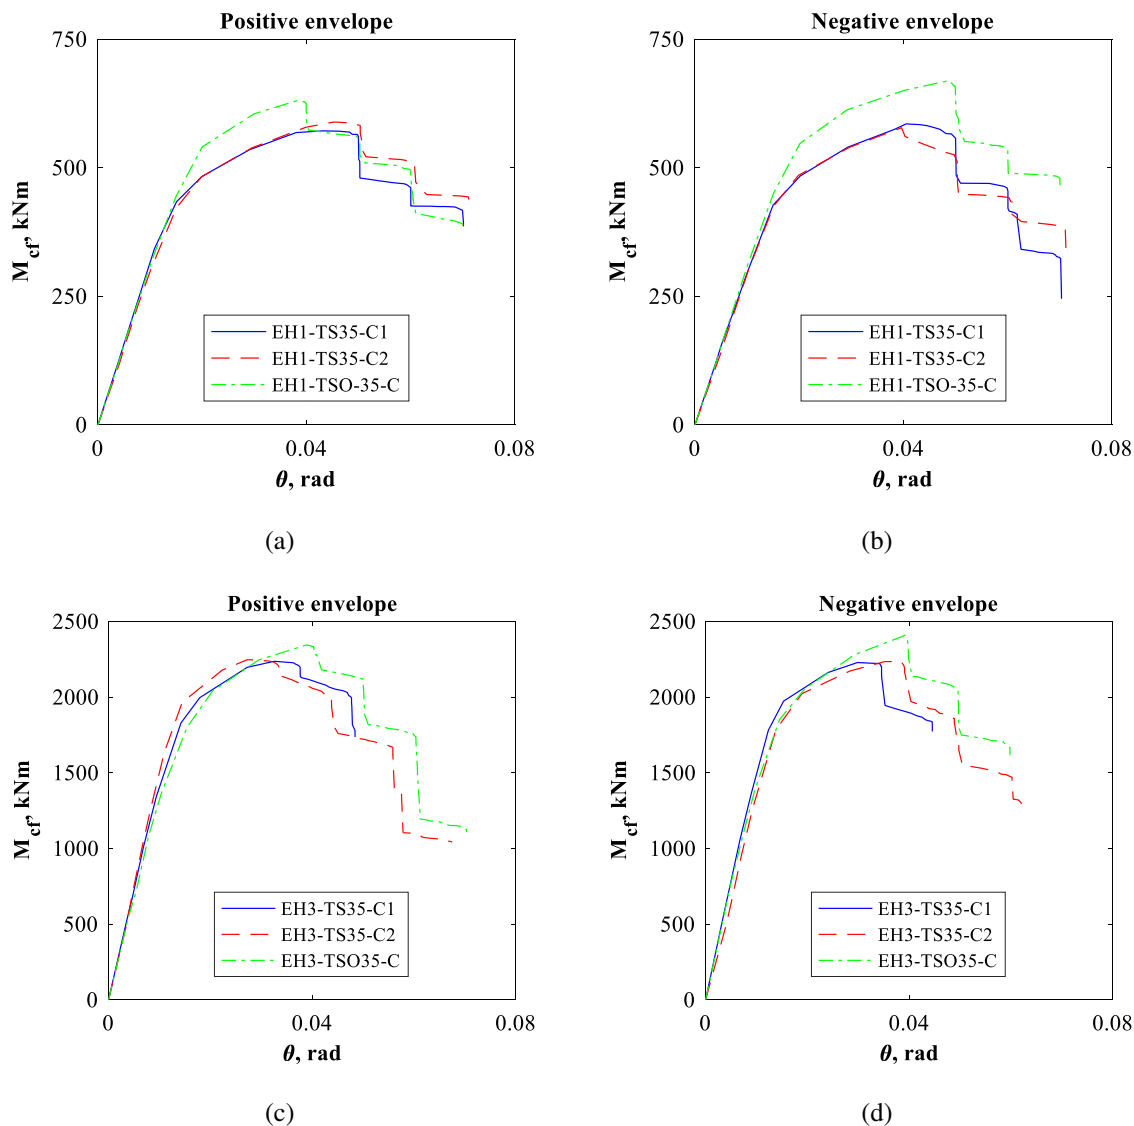 Positive envelope
750
500
250
0
M_cf, kNm
EH1-TS35-C1
EH1-TS35-C2
EH1-TSO-35-C
0
0.04
0.08
θ, rad
(a)
Negative envelope
750
500
250
0
M_cf, kNm
EH1-TS35-C1
EH1-TS35-C2
EH1-TSO-35-C
0
0.04
0.08
θ, rad
(b)
Positive envelope
2500
2000
1500
1000
500
0
M_cf, kNm
EH3-TS35-C1
EH3-TS35-C2
EH3-TSO35-C
0
0.04
0.08
θ, rad
(c)
Negative envelope
2500
2000
1500
1000
500
0
M_cf, kNm
EH3-TS35-C1
EH3-TS35-C2
EH3-TSO35-C
0
0.04
0.08
θ, rad
(d)